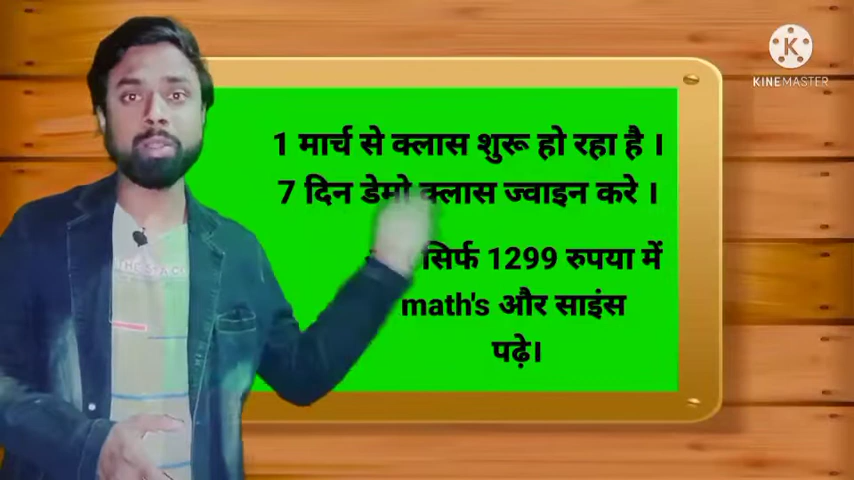 KINEMASTER
1 मार्च से क्लास शुरू हो रहा है ।
7 दिन डेमो क्लास ज्वाइन करे ।
सिर्फ 1299 रुपया में
math's और साइंस
पढ़े।